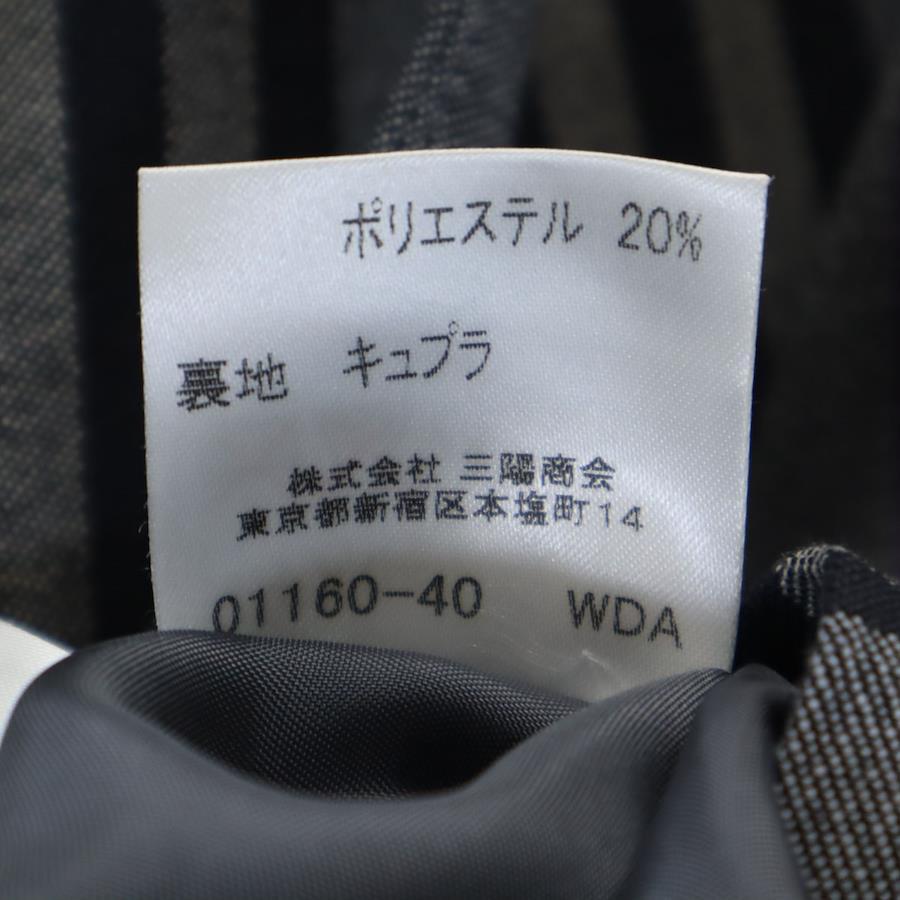 ポリエステル 20%
裏地 キュプラ
株式会社 三陽商会
東京都新宿区本塩町14
01160-40 WDA